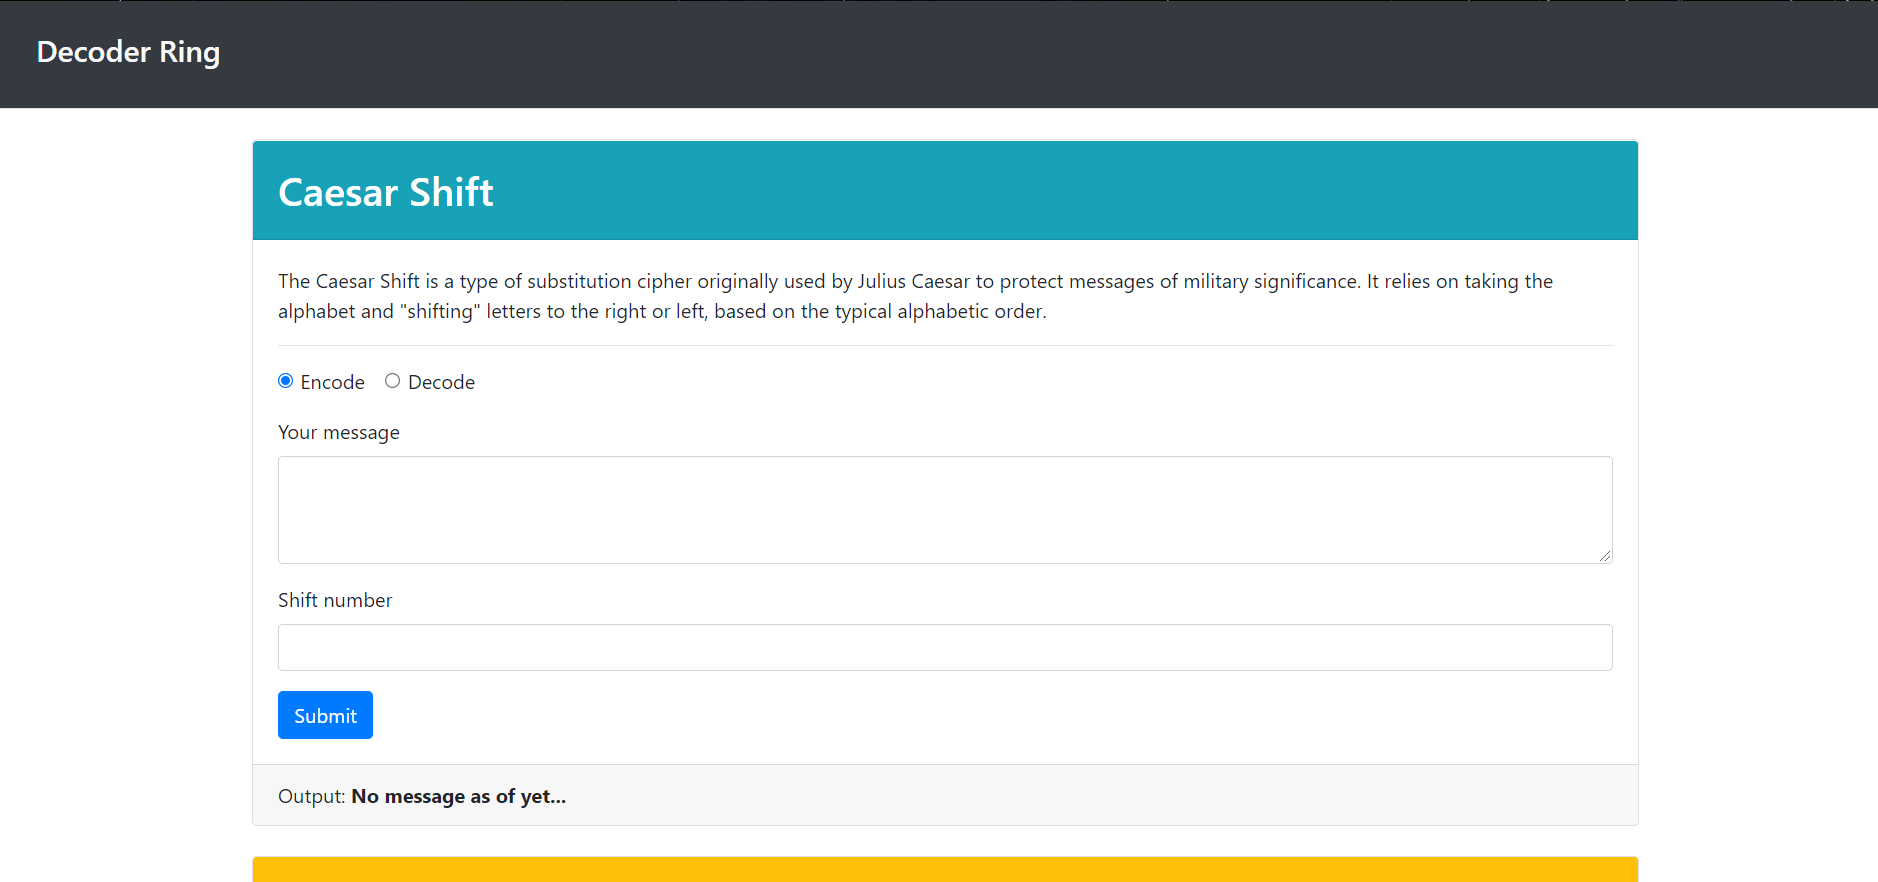 Decoder Ring
Caesar Shift
The Caesar Shift is a type of substitution cipher originally used by Julius Caesar to protect messages of military significance. It relies on taking the
alphabet and "shifting" letters to the right or left, based on the typical alphabetic order.
Encode Decode
Your message
Shift number
Submit
Output: No message as of yet...